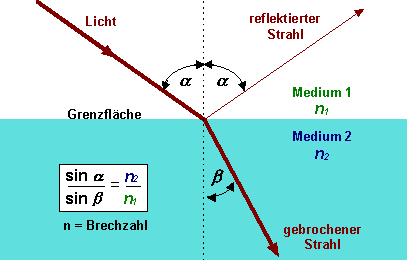 Licht
reflektierter
Strahl
α α
Medium 1
n1
Grenzfläche
Medium 2
n2
sin α / sin β = n2 / n1
β
n = Brechzahl
gebrochener
Strahl